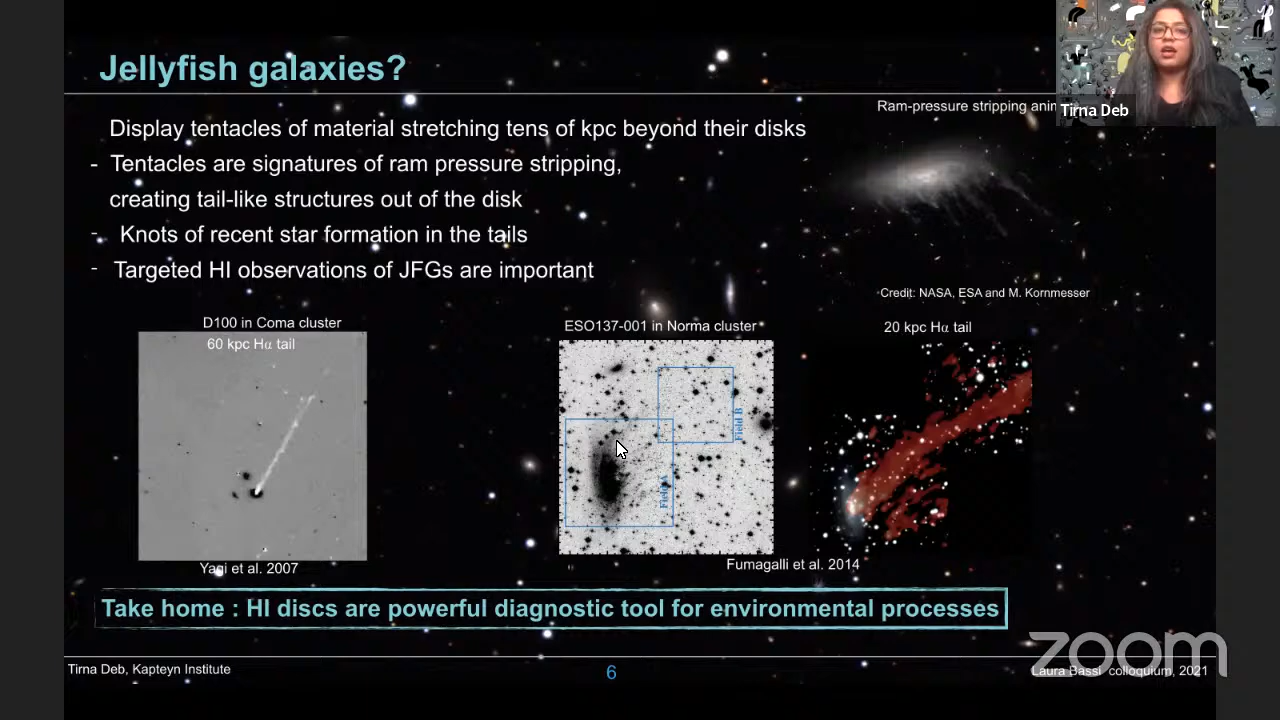 Jellyfish galaxies?
Ram-pressure stripping
Tirna Deb
Display tentacles of material stretching tens of kpc beyond their disks
- Tentacles are signatures of ram pressure stripping,
creating tail-like structures out of the disk
- Knots of recent star formation in the tails
- Targeted HI observations of JFGs are important
Credit: NASA, ESA and M. Kornmesser
D100 in Coma cluster
60 kpc Hα tail
ESO137-001 in Norma cluster
20 kpc Hα tail
Field B
Field A
Yagi et al. 2007
Fumagalli et al. 2014
Take home : HI discs are powerful diagnostic tool for environmental processes
zoom
Tirna Deb, Kapteyn Institute
6
Laura Bassi colloquium, 2021